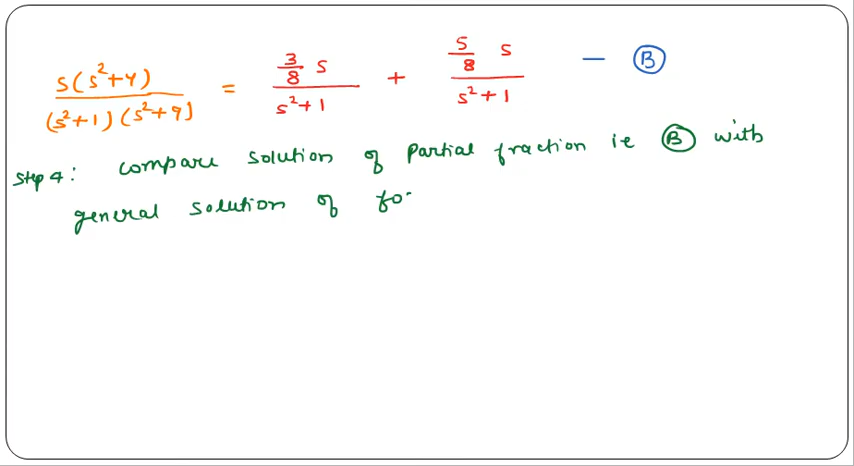 s(s²+4)/(s²+1)(s²+9) = 3/8 s/s²+1 + 5/8 s/s²+1 — B
Step 4: compare solution of partial fraction ie B with
general solution of fo